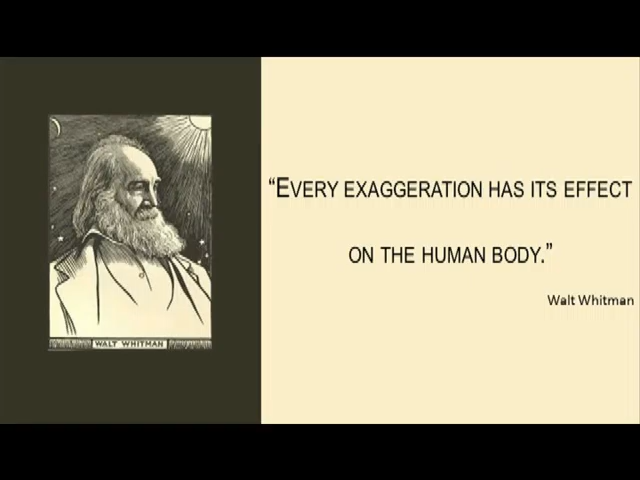 WALT WHITMAN
“EVERY EXAGGERATION HAS ITS EFFECT
ON THE HUMAN BODY.”
Walt Whitman